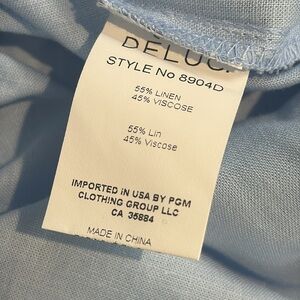 DELUC
STYLE No 8904D
55% LINEN
45% VISCOSE
55% Lin
45% Viscose
IMPORTED IN USA BY PGM
CLOTHING GROUP LLC
CA 35884
MADE IN CHINA